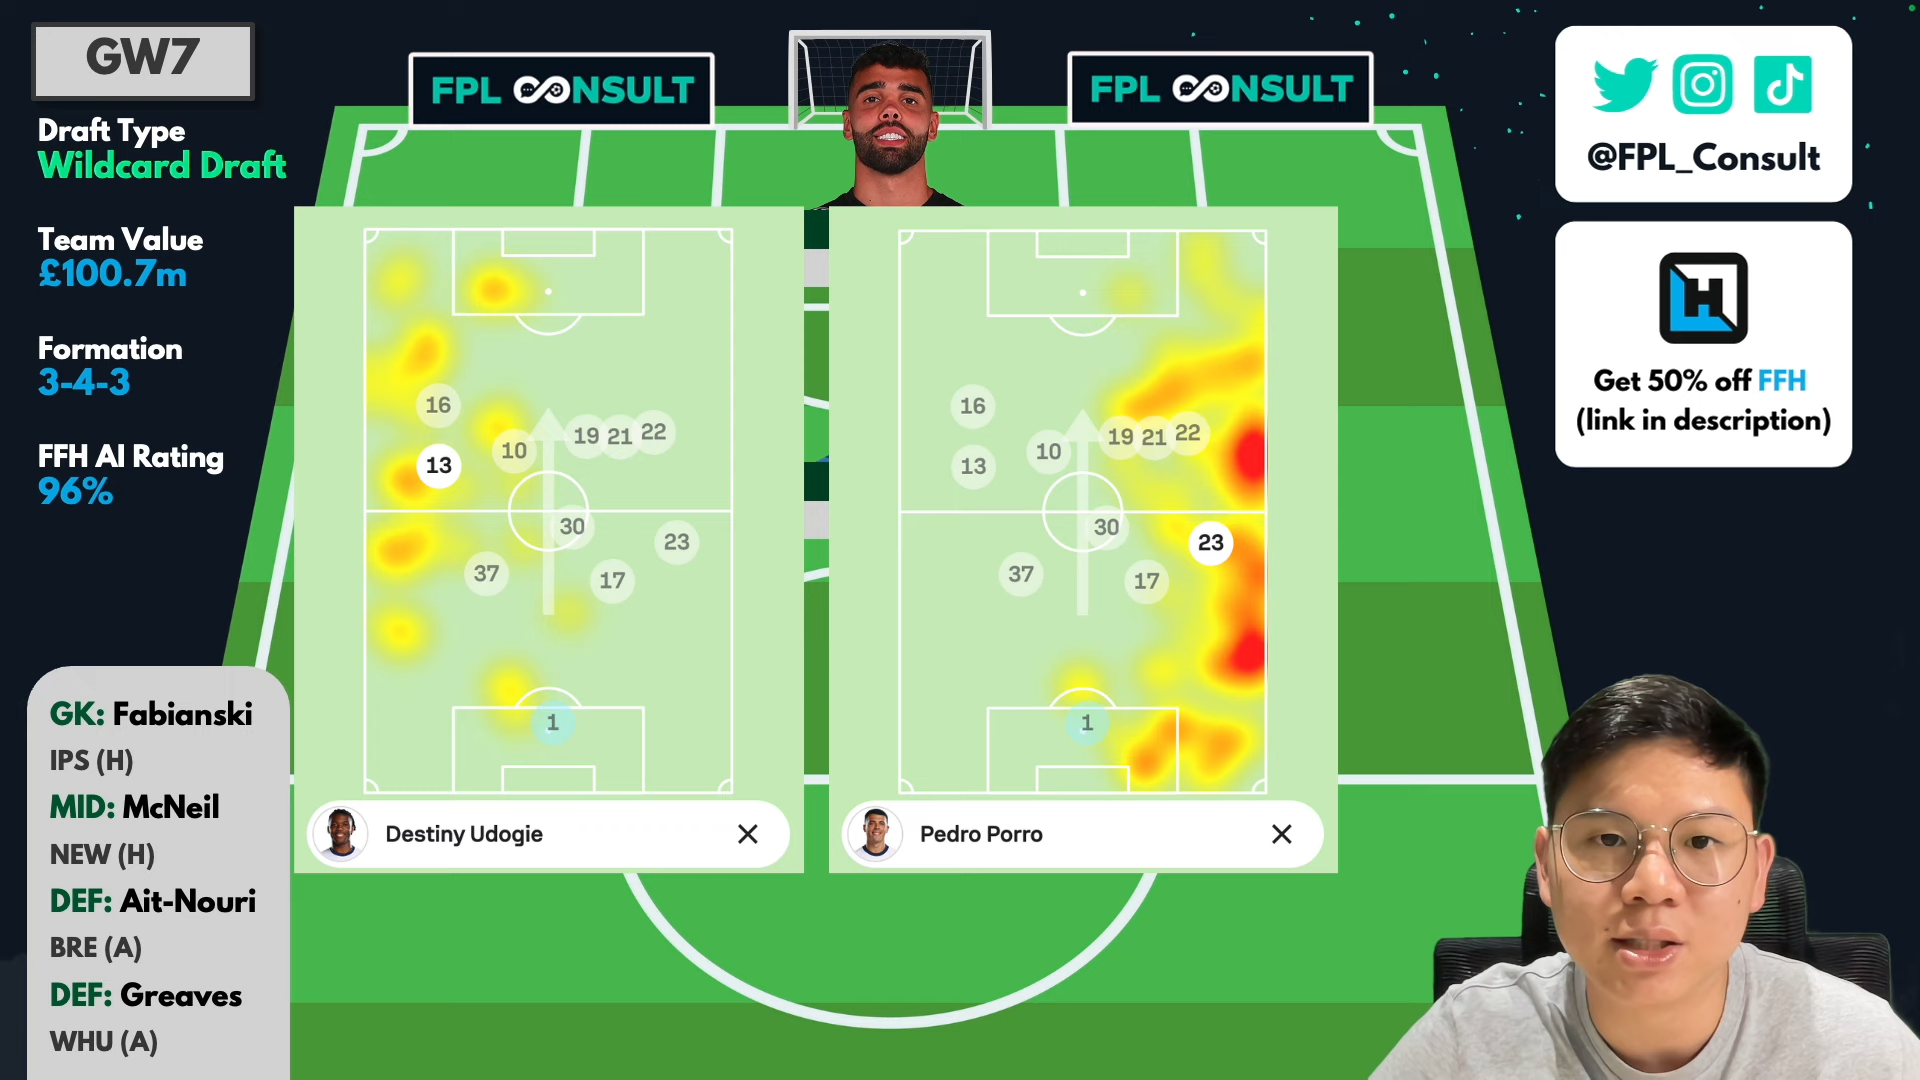 GW7
Draft Type
Wildcard Draft
Team Value
£100.7m
Formation
3-4-3
FFH AI Rating
96%
GK: Fabianski
IPS (H)
MID: McNeil
NEW (H)
DEF: Ait-Nouri
BRE (A)
DEF: Greaves
WHU (A)
FPL CONSULT
FPL CONSULT
16
13
10
19 21 22
30
23
37
17
1
Destiny Udogie
16
13
10
19 21 22
30
23
37
17
1
Pedro Porro
@FPL_Consult
H
Get 50% off FFH
(link in description)